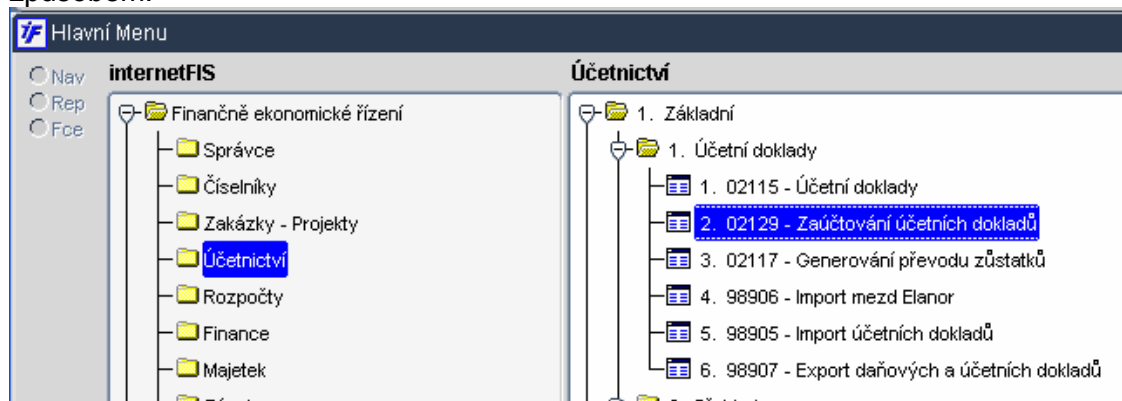 způsobem:
Hlavní Menu
Nav
Rep
Fce
internetFIS
Finančně ekonomické řízení
Správce
Číselníky
Zakázky - Projekty
Účetnictví
Rozpočty
Finance
Majetek
Účetnictví
1. Základní
1. Účetní doklady
1. 02115 - Účetní doklady
2. 02129 - Zaúčtování účetních dokladů
3. 02117 - Generování převodu zůstatků
4. 98906 - Import mezd Elanor
5. 98905 - Import účetních dokladů
6. 98907 - Export daňových a účetních dokladů